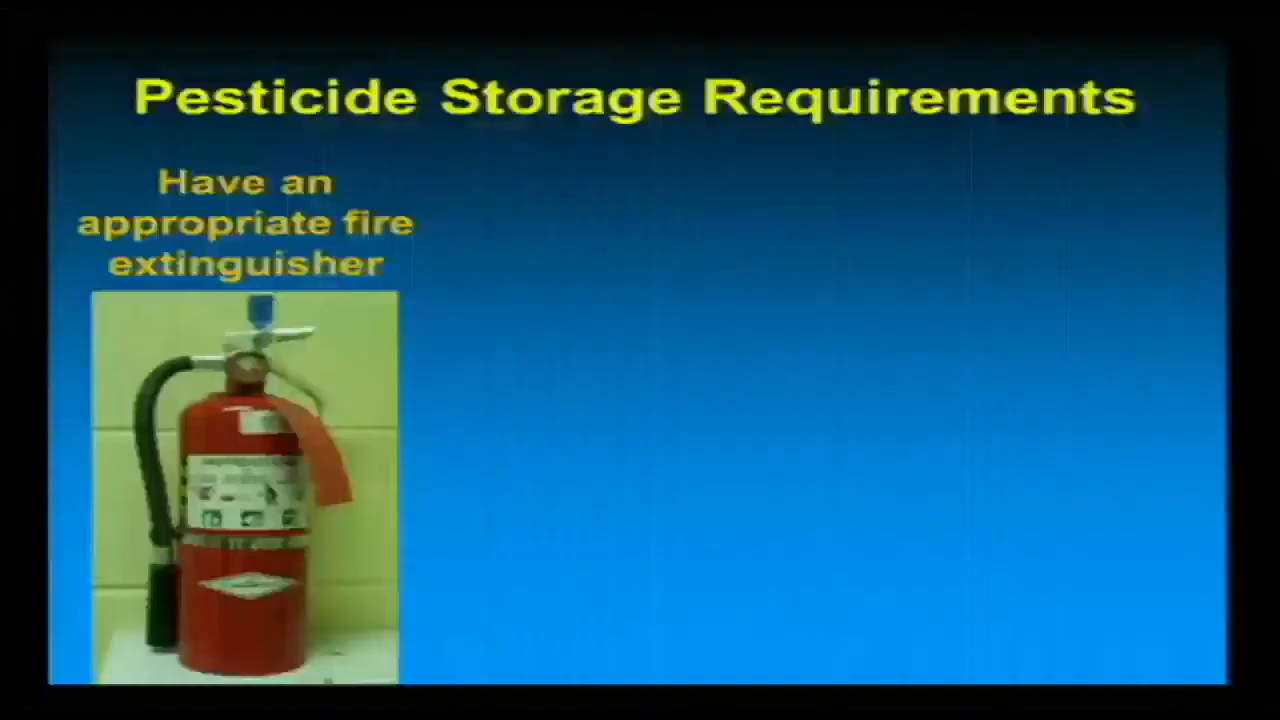 Pesticide Storage Requirements
Have an
appropriate fire
extinguisher